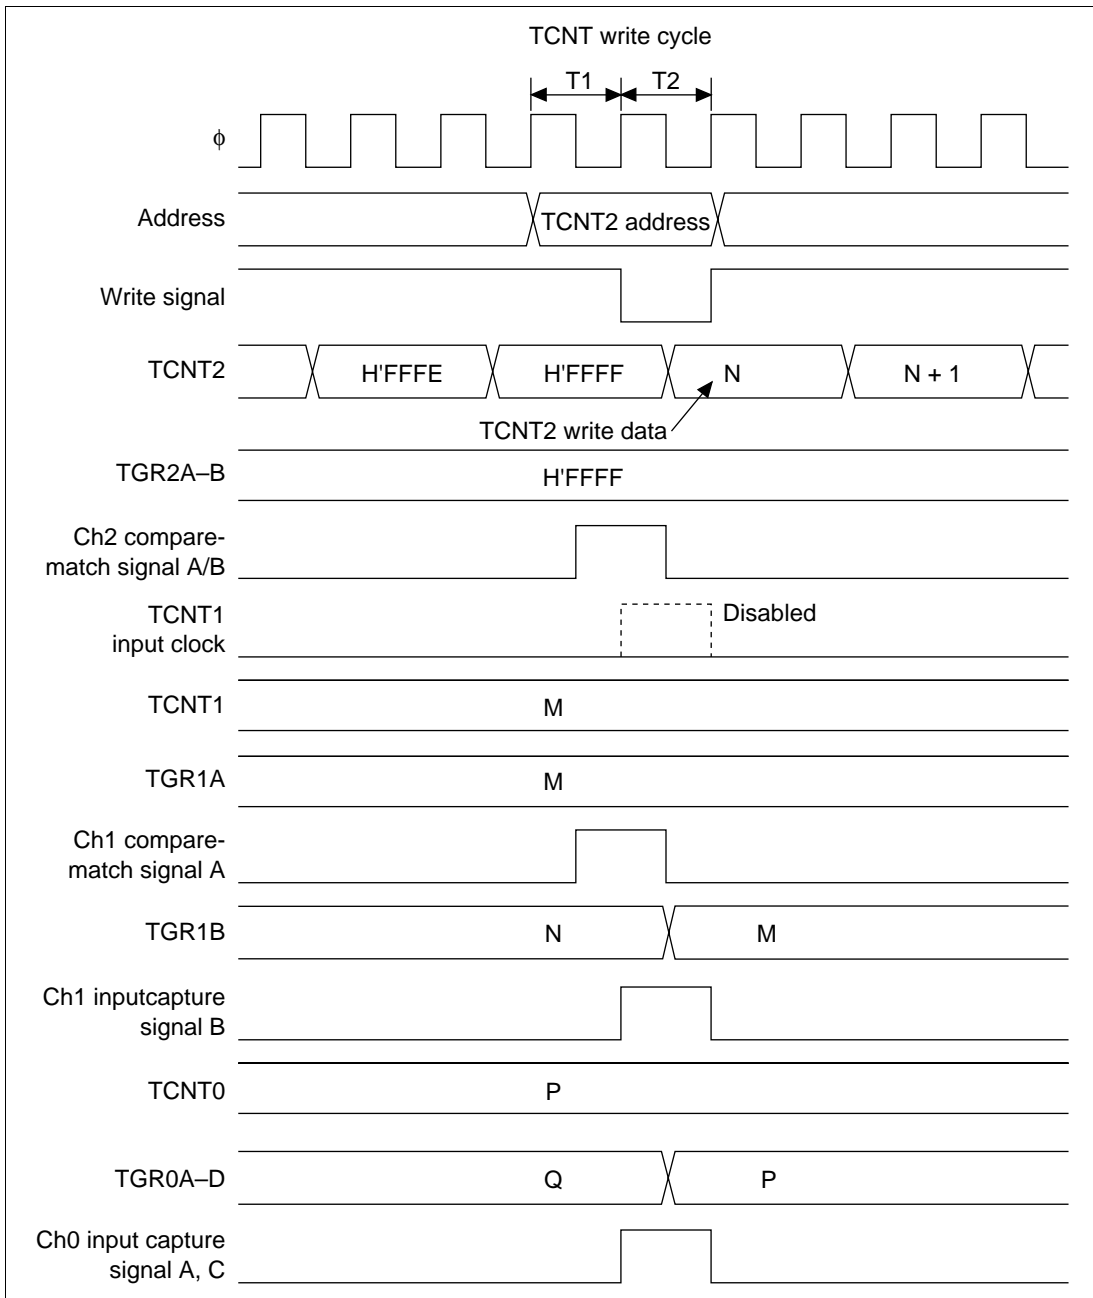 TCNT write cycle
T1 T2
ϕ
Address TCNT2 address
Write signal
TCNT2 H'FFFE H'FFFF N N + 1
TCNT2 write data
TGR2A–B H'FFFF
Ch2 compare-
match signal A/B
TCNT1 Disabled
input clock
TCNT1 M
TGR1A M
Ch1 compare-
match signal A
TGR1B N M
Ch1 inputcapture
signal B
TCNT0 P
TGR0A–D Q P
Ch0 input capture
signal A, C